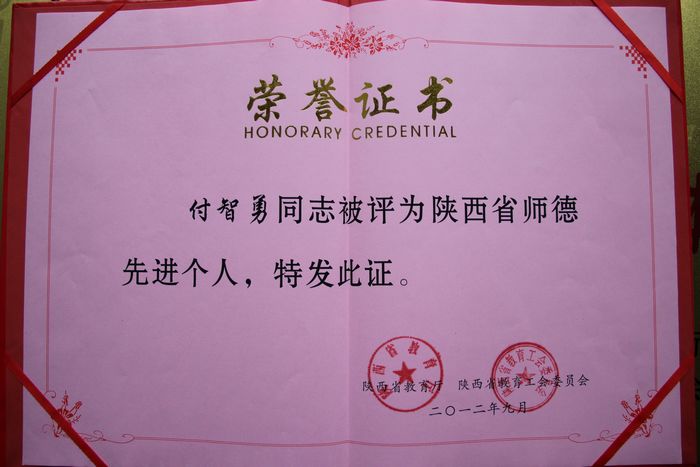 荣誉证书
HONORARY CREDENTIAL
付智勇同志被评为陕西省师德
先进个人，特发此证。
陕西省教育厅 陕西省教育工会委员会
二〇一二年九月